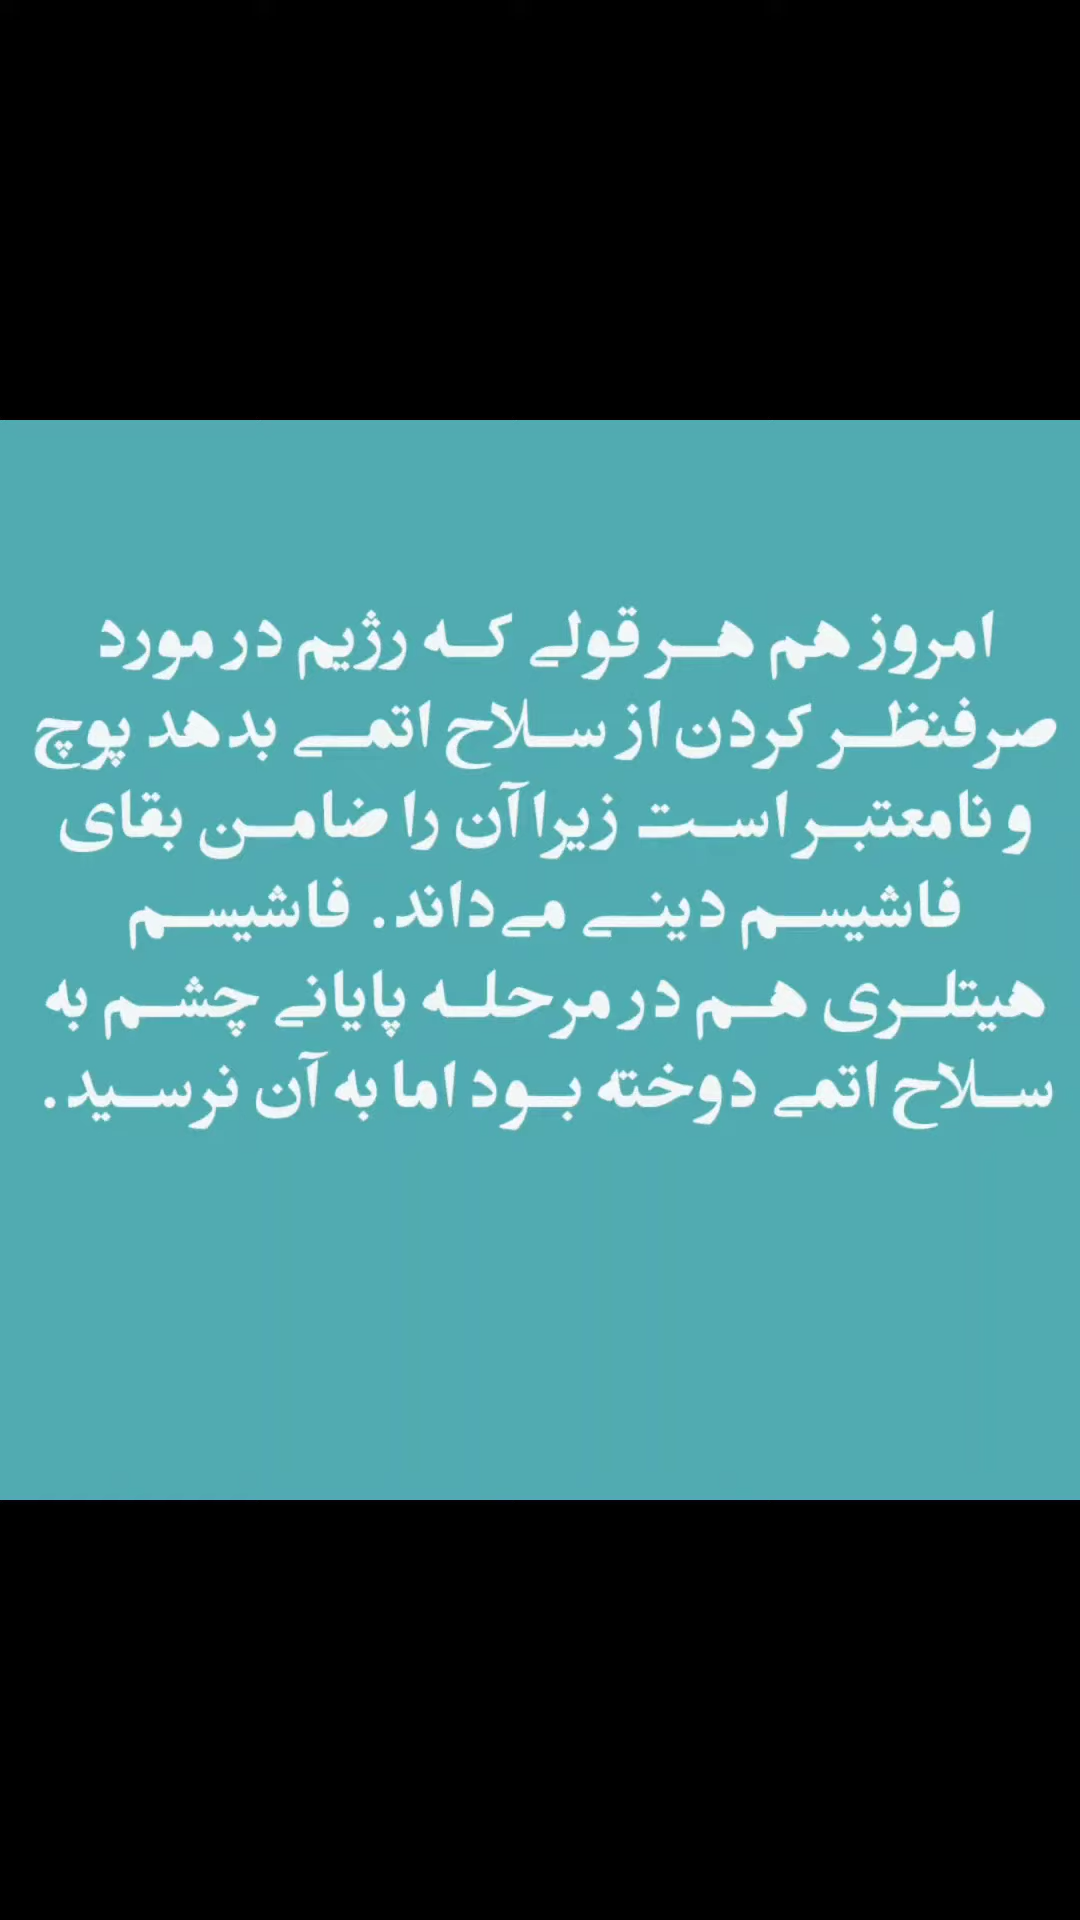 امروز هم هر قولی که رژیم در مورد
صرفنظر کردن از سلاح اتمی بدهد پوچ
و نامعتبر است زیرا آن را ضامن بقای
فاشیسم دینی می‌داند. فاشیسم
هیتلری هم در مرحله پایانی چشم به
سلاح اتمی دوخته بود اما به آن نرسید.